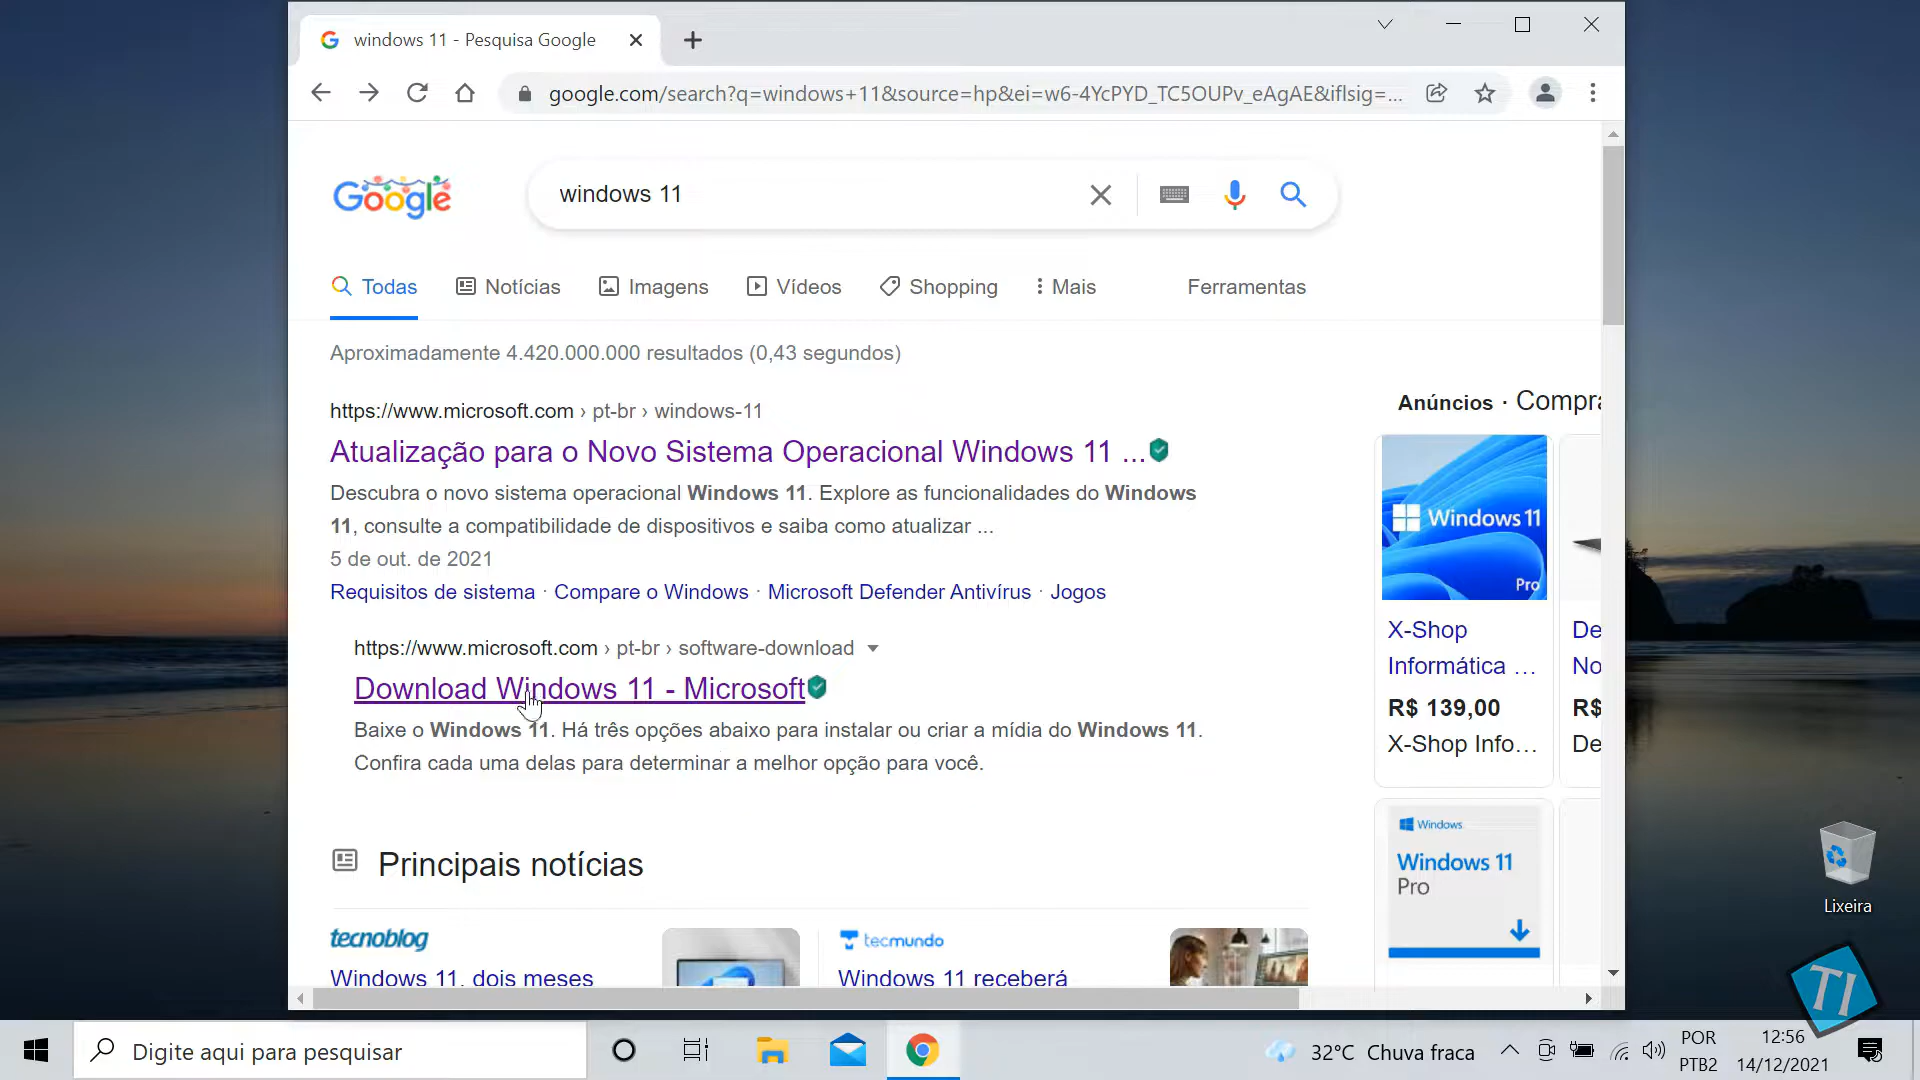 windows 11 - Pesquisa Google
google.com/search?q=windows+11&source=hp&ei=w6-4YcPYD_TC5OUPv_eAgAE&iflsig=...
Google
windows 11
Todas
Notícias
Imagens
Vídeos
Shopping
Mais
Ferramentas
Aproximadamente 4.420.000.000 resultados (0,43 segundos)
https://www.microsoft.com › pt-br › windows-11
Atualização para o Novo Sistema Operacional Windows 11 ...
Descubra o novo sistema operacional Windows 11. Explore as funcionalidades do Windows
11, consulte a compatibilidade de dispositivos e saiba como atualizar ...
5 de out. de 2021
Requisitos de sistema · Compare o Windows · Microsoft Defender Antivírus · Jogos
https://www.microsoft.com › pt-br › software-download
Download Windows 11 - Microsoft
Baixe o Windows 11. Há três opções abaixo para instalar ou criar a mídia do Windows 11.
Confira cada uma delas para determinar a melhor opção para você.
Principais notícias
tecnoblog
Windows 11, dois meses
tecmundo
Windows 11 receberá
Anúncios · Compra
Windows 11
Pro
X-Shop
Informática ...
R$ 139,00
X-Shop Info...
De
No
R$
De
Windows
Windows 11
Pro
Lixeira
TI
Digite aqui para pesquisar
32°C Chuva fraca
POR
PTB2
12:56
14/12/2021